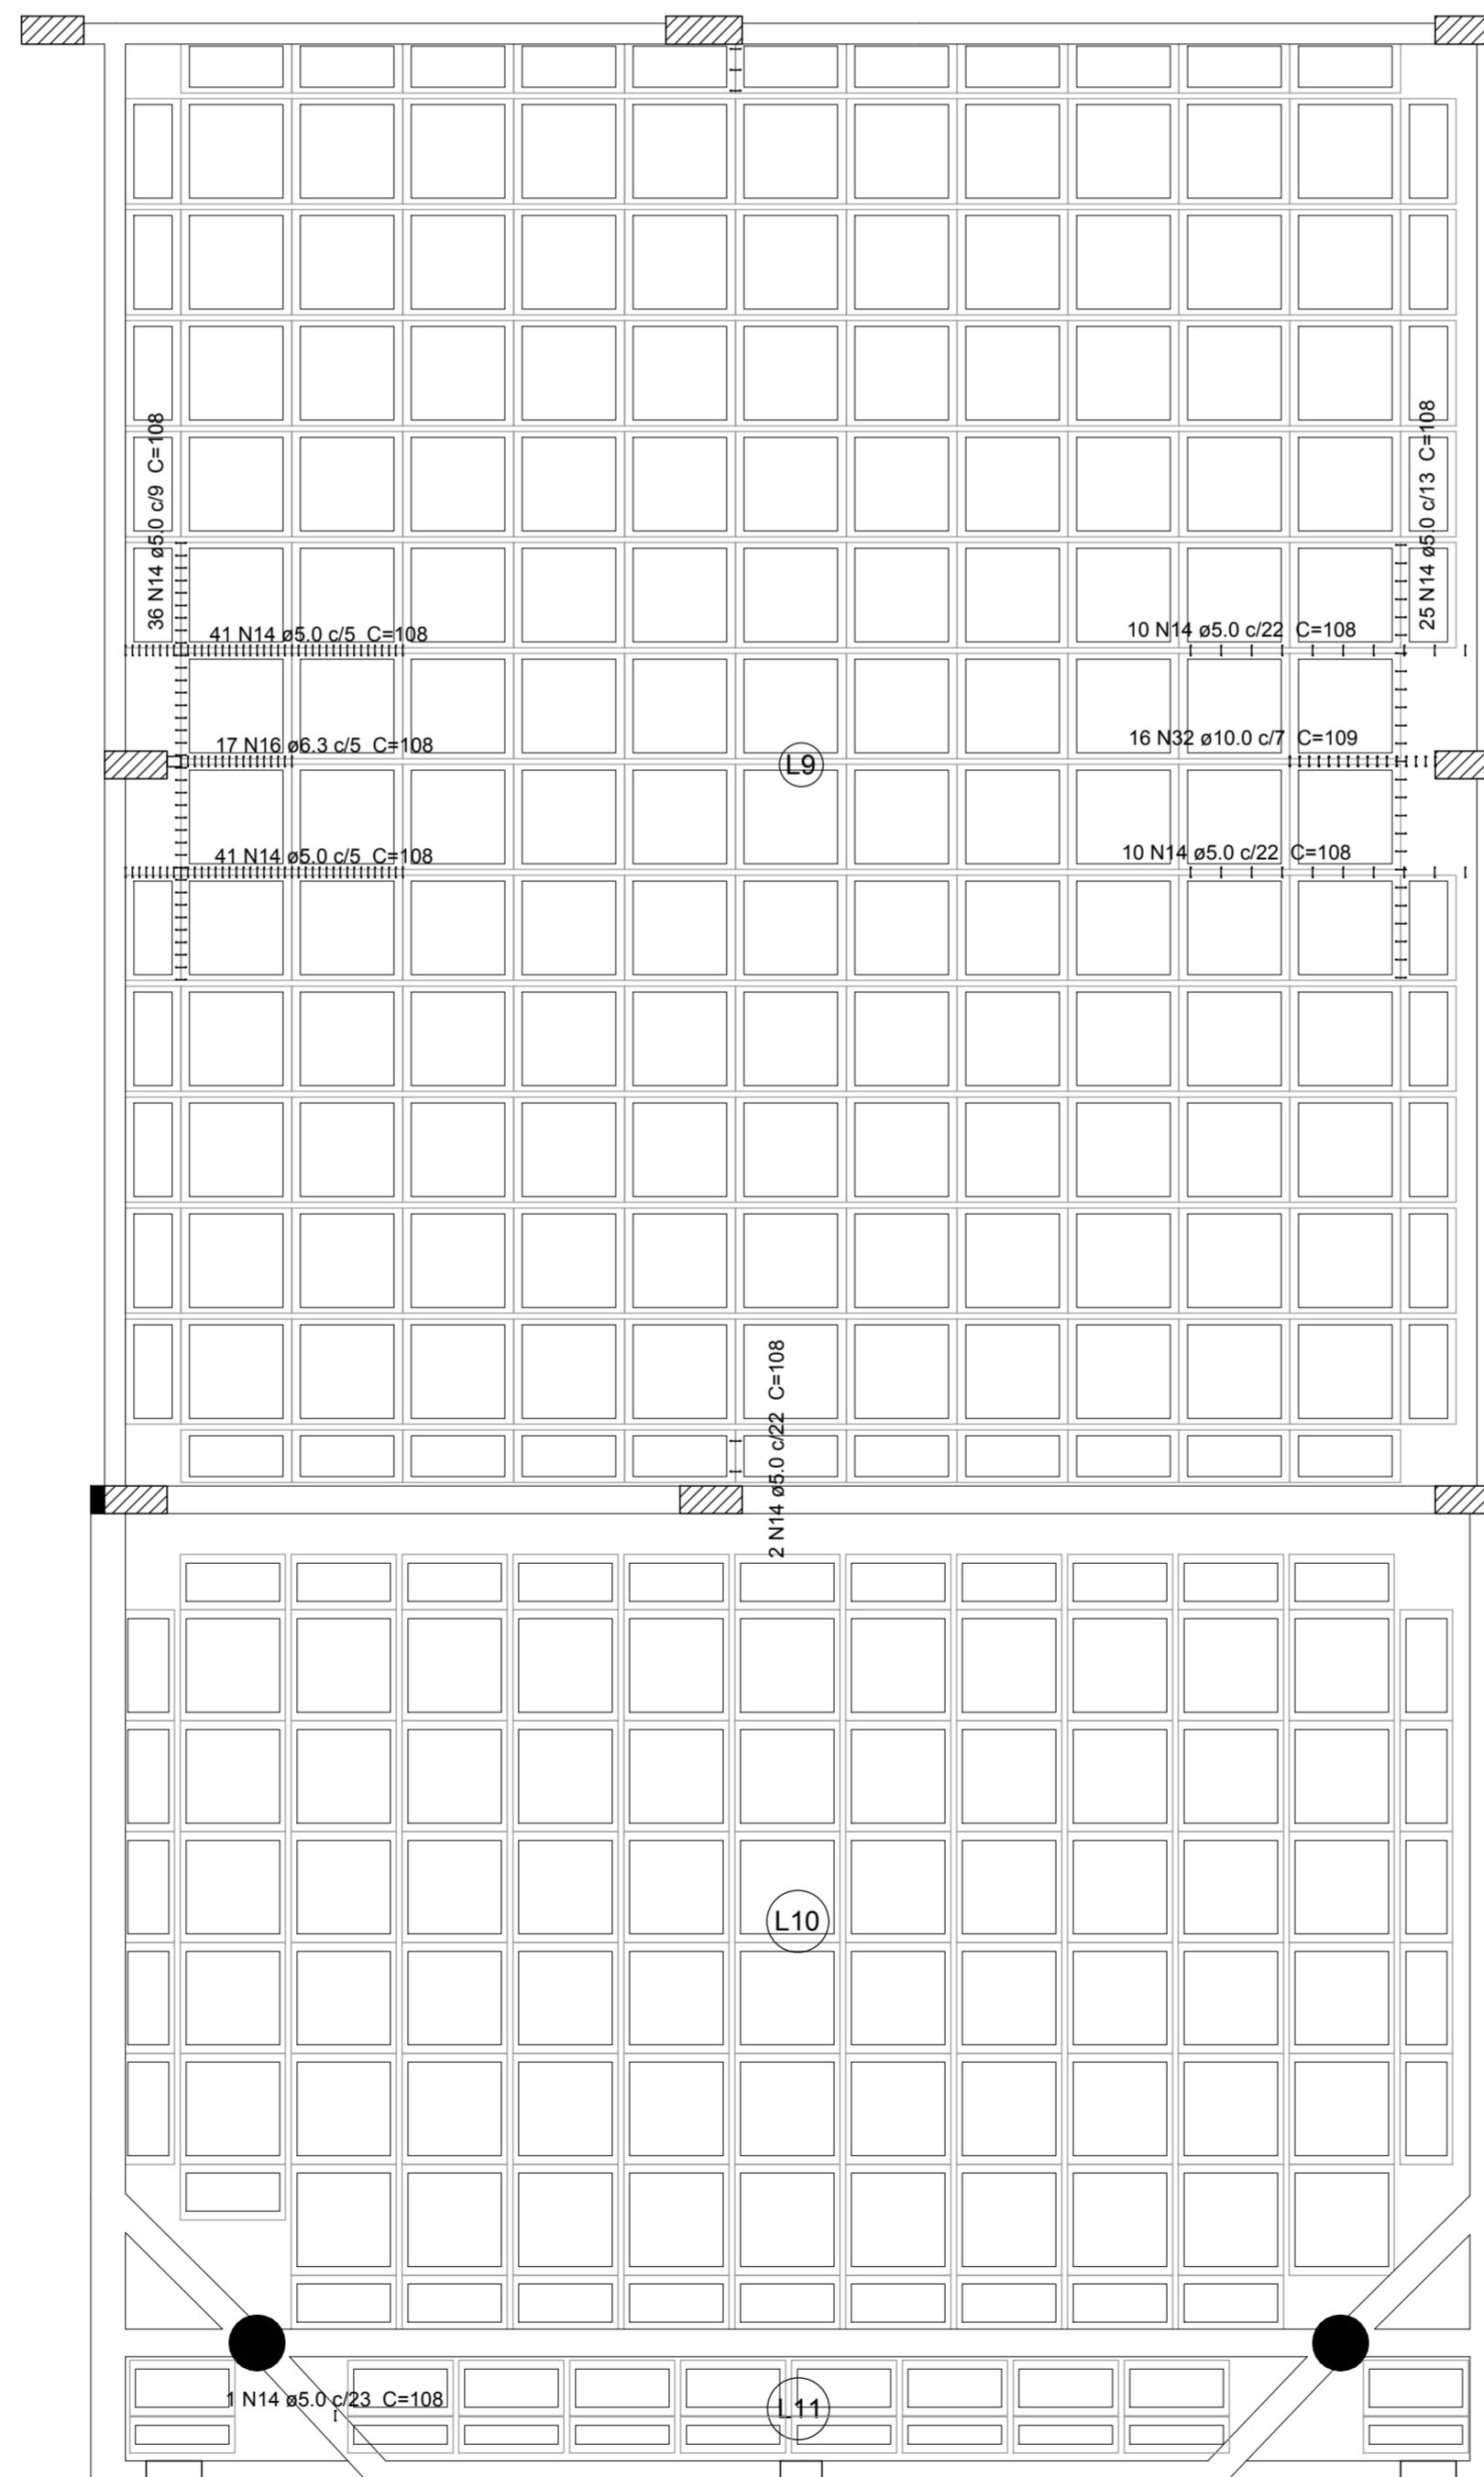 36 N14 ø5.0 c/9 C=108
25 N14 ø5.0 c/13 C=108
41 N14 ø5.0 c/5 C=108
10 N14 ø5.0 c/22 C=108
17 N16 ø6.3 c/5 C=108
16 N32 ø10.0 c/7 C=109
L9
41 N14 ø5.0 c/5 C=108
10 N14 ø5.0 c/22 C=108
2 N14 ø5.0 c/22 C=108
L10
1 N14 ø5.0 c/23 C=108
L11